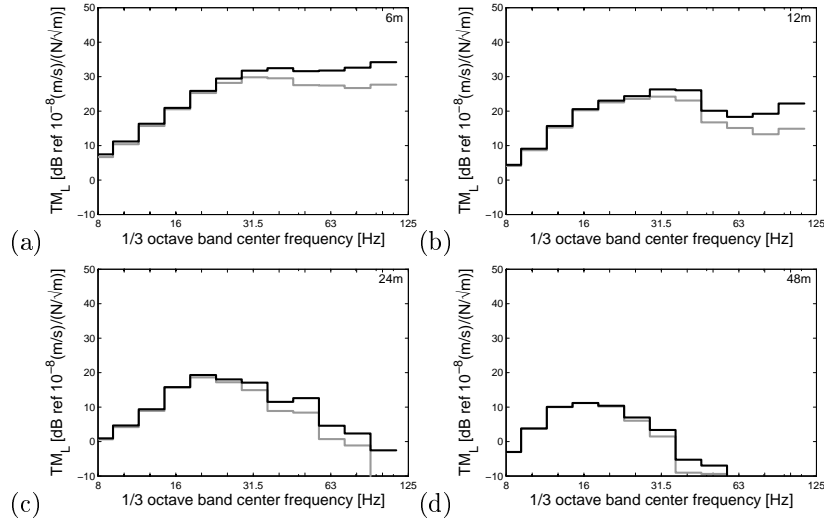 50
40
30
20
10
0
−10
TM_L [dB ref 10^−8(m/s)/(N/√m)]
6m
8 16 31.5 63 125
1/3 octave band center frequency [Hz]
(a)
50
40
30
20
10
0
−10
TM_L [dB ref 10^−8(m/s)/(N/√m)]
12m
8 16 31.5 63 125
1/3 octave band center frequency [Hz]
(b)
50
40
30
20
10
0
−10
TM_L [dB ref 10^−8(m/s)/(N/√m)]
24m
8 16 31.5 63 125
1/3 octave band center frequency [Hz]
(c)
50
40
30
20
10
0
−10
TM_L [dB ref 10^−8(m/s)/(N/√m)]
48m
8 16 31.5 63 125
1/3 octave band center frequency [Hz]
(d)